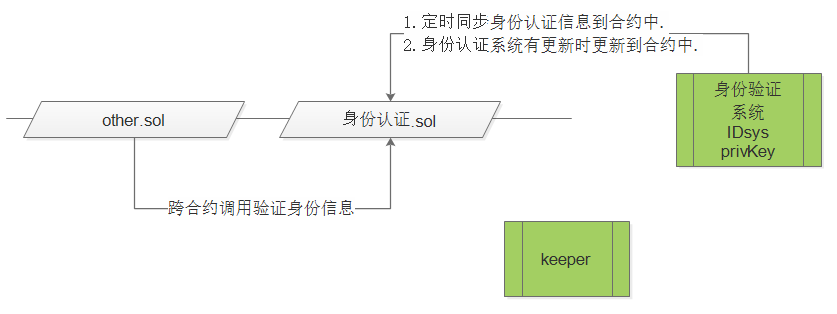 1. 定时同步身份认证信息到合约中.
2. 身份认证系统有更新时更新到合约中.
身份验证
系统
IDsys
privKey
other.sol
身份认证.sol
跨合约调用验证身份信息
keeper